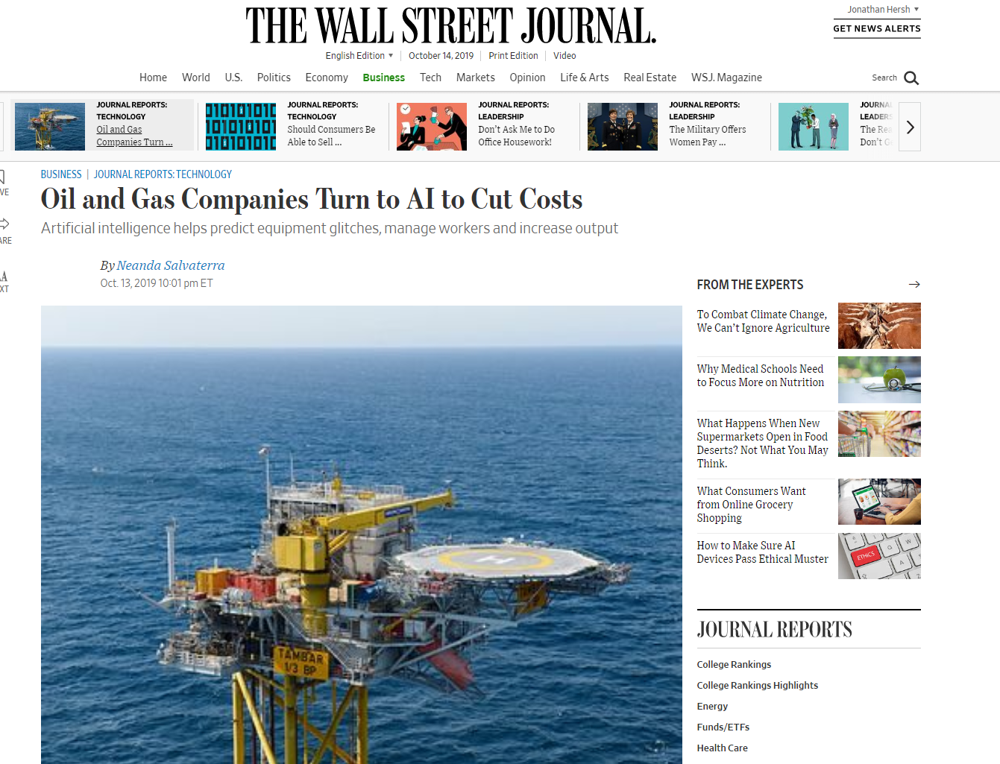 THE WALL STREET JOURNAL.
Jonathan Hersh
GET NEWS ALERTS
English Edition
October 14, 2019
Print Edition
Video
Home World U.S. Politics Economy Business Tech Markets Opinion Life & Arts Real Estate WSJ. Magazine
Search
JOURNAL REPORTS:
TECHNOLOGY
Oil and Gas
Companies Turn ...
JOURNAL REPORTS:
TECHNOLOGY
Should Consumers Be
Able to Sell ...
JOURNAL REPORTS:
LEADERSHIP
Don't Ask Me to Do
Office Housework!
JOURNAL REPORTS:
LEADERSHIP
The Military Offers
Women Pay ...
JOURNAL
LEADERS
The Rea
Don't G
BUSINESS | JOURNAL REPORTS: TECHNOLOGY
Oil and Gas Companies Turn to AI to Cut Costs
Artificial intelligence helps predict equipment glitches, manage workers and increase output
VE
ARE
AA
XT
By Neanda Salvaterra
Oct. 13, 2019 10:01 pm ET
H
TAMBAR
1/3 BP
FROM THE EXPERTS
To Combat Climate Change,
We Can't Ignore Agriculture
Why Medical Schools Need
to Focus More on Nutrition
What Happens When New
Supermarkets Open in Food
Deserts? Not What You May
Think.
What Consumers Want
from Online Grocery
Shopping
How to Make Sure AI
Devices Pass Ethical Muster
ETHICS
JOURNAL REPORTS
College Rankings
College Rankings Highlights
Energy
Funds/ETFs
Health Care